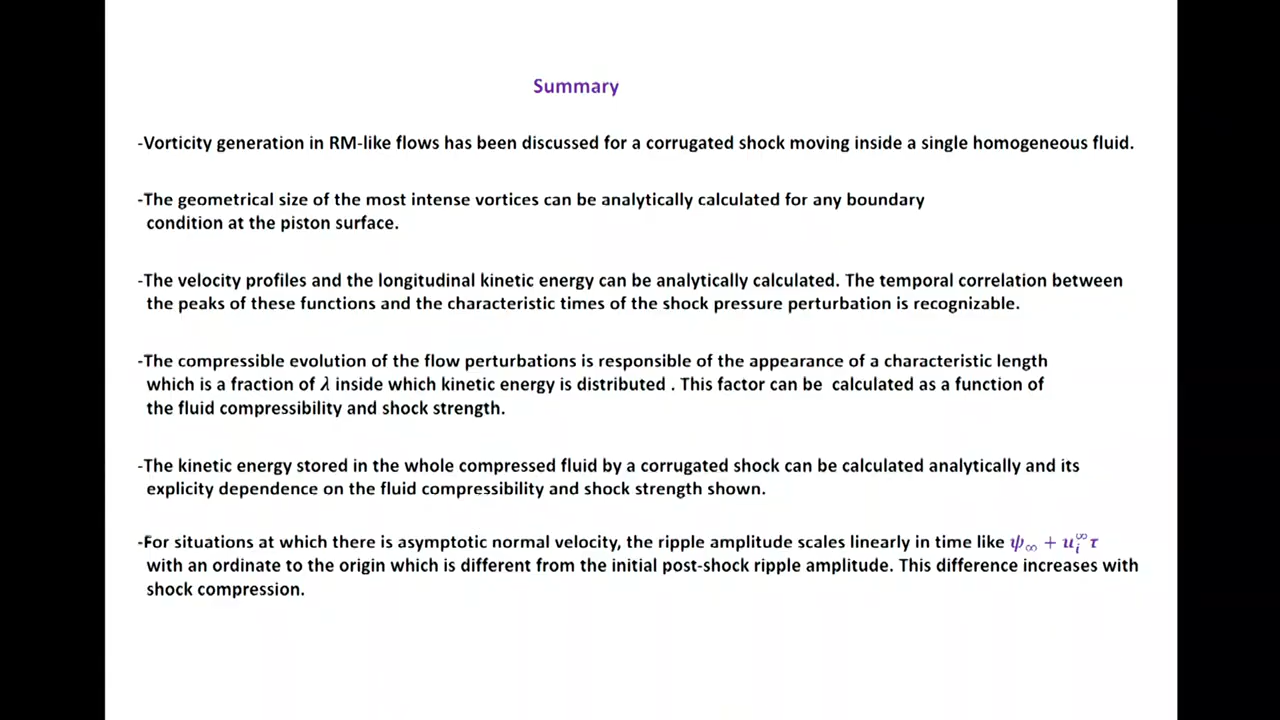 Summary
-Vorticity generation in RM-like flows has been discussed for a corrugated shock moving inside a single homogeneous fluid.
-The geometrical size of the most intense vortices can be analytically calculated for any boundary
condition at the piston surface.
-The velocity profiles and the longitudinal kinetic energy can be analytically calculated. The temporal correlation between
the peaks of these functions and the characteristic times of the shock pressure perturbation is recognizable.
-The compressible evolution of the flow perturbations is responsible of the appearance of a characteristic length
which is a fraction of λ inside which kinetic energy is distributed . This factor can be calculated as a function of
the fluid compressibility and shock strength.
-The kinetic energy stored in the whole compressed fluid by a corrugated shock can be calculated analytically and its
explicity dependence on the fluid compressibility and shock strength shown.
-For situations at which there is asymptotic normal velocity, the ripple amplitude scales linearly in time like ψ_∞ + u_i^∞ τ
with an ordinate to the origin which is different from the initial post-shock ripple amplitude. This difference increases with
shock compression.